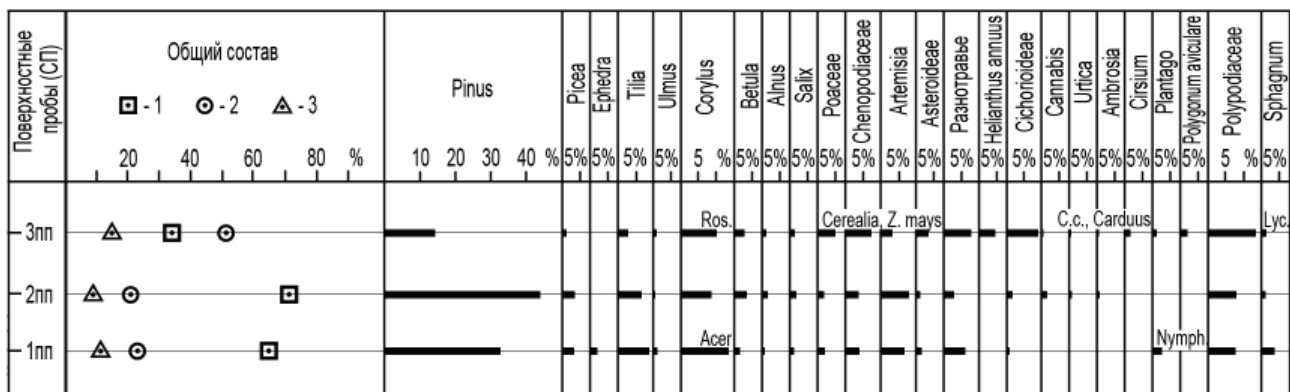 Поверхностные
пробы (СП)
Общий состав
- 1
- 2
- 3
20 40 60 80 %
Pinus
10 20 30 40 %
Picea
5%
Ephedra
5%
Tilia
5%
Ulmus
5%
Corylus
5 %
Betula
5%
Alnus
5%
Salix
5%
Poaceae
5%
Chenopodiaceae
5%
Artemisia
5%
Asteroideae
5%
Разнотравье
5%
Helianthus annuus
5%
Cichorioideae
5%
Cannabis
5%
Urtica
5%
Ambrosia
5%
Cirsium
5%
Plantago
5%
Polygonum aviculare
5%
Polypodiaceae
5 %
Sphagnum
5%
3пп
Ros.
Cerealia, Z. mays
C.c., Carduus
Lyc.
2пп
1пп
Acer
Nymph.